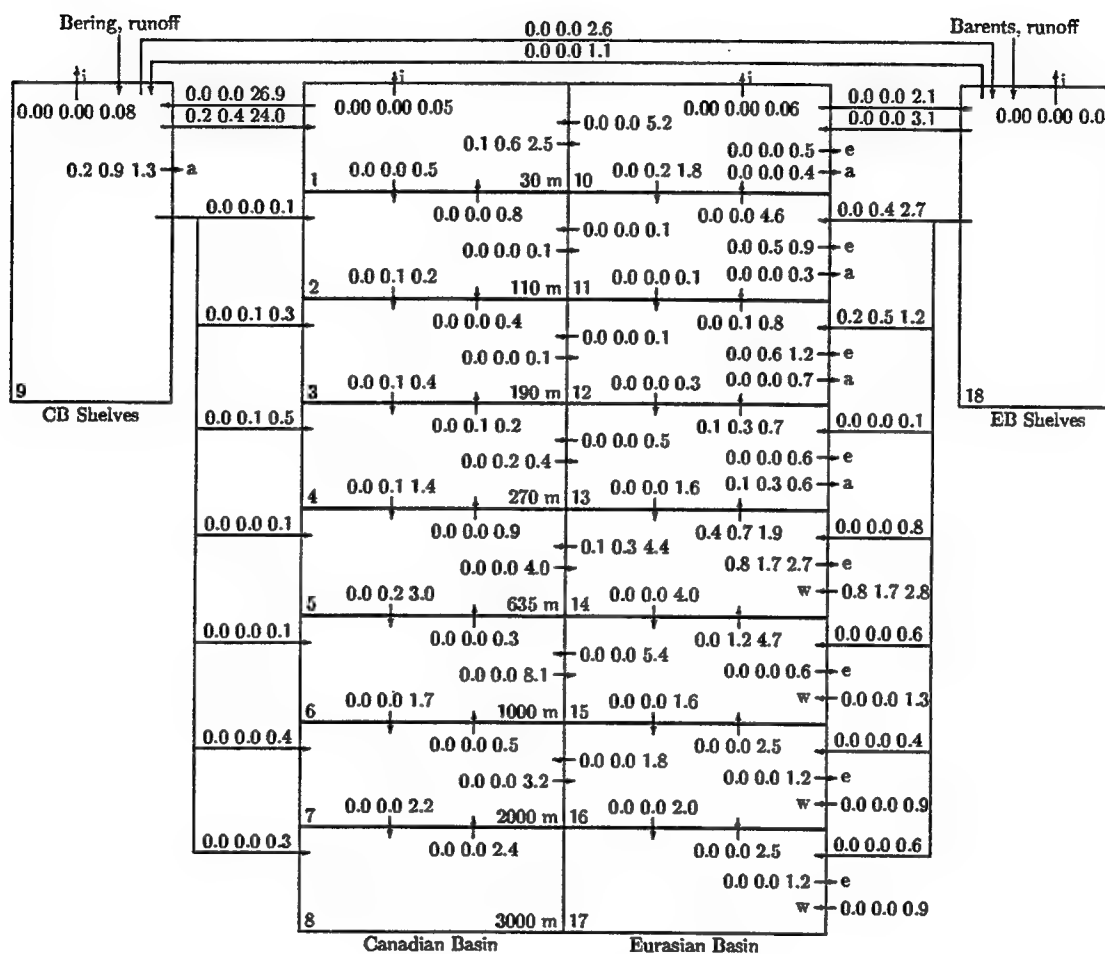 Bering, runoff
0.0 0.0 2.6
Barents, runoff
0.0 0.0 1.1
i
i
i
i
0.00 0.00 0.08
0.0 0.0 26.9
0.00 0.00 0.05
0.00 0.00 0.06
0.0 0.0 2.1
0.00 0.00 0.0
0.2 0.4 24.0
0.0 0.0 5.2
0.0 0.0 3.1
0.1 0.6 2.5
0.0 0.0 0.5 e
0.2 0.9 1.3 a
0.0 0.0 0.5
0.0 0.2 1.8
0.0 0.0 0.4 a
1
30 m
10
0.0 0.0 0.1
0.0 0.0 0.8
0.0 0.0 4.6
0.0 0.4 2.7
0.0 0.0 0.1
0.0 0.0 0.1
0.0 0.5 0.9 e
0.0 0.1 0.2
0.0 0.0 0.1
0.0 0.0 0.3 a
2
110 m
11
0.0 0.1 0.3
0.0 0.0 0.4
0.0 0.1 0.8
0.2 0.5 1.2
0.0 0.0 0.1
0.0 0.0 0.1
0.0 0.6 1.2 e
0.0 0.1 0.4
0.0 0.0 0.3
0.0 0.0 0.7 a
9
3
190 m
12
18
CB Shelves
EB Shelves
0.0 0.1 0.5
0.0 0.1 0.2
0.1 0.3 0.7
0.0 0.0 0.1
0.0 0.0 0.5
0.0 0.2 0.4
0.0 0.0 0.6 e
0.0 0.1 1.4
0.0 0.0 1.6
0.1 0.3 0.6 a
4
270 m
13
0.0 0.0 0.1
0.0 0.0 0.9
0.4 0.7 1.9
0.0 0.0 0.8
0.1 0.3 4.4
0.0 0.0 4.0
0.8 1.7 2.7 e
0.0 0.2 3.0
0.0 0.0 4.0
w 0.8 1.7 2.8
5
635 m
14
0.0 0.0 0.1
0.0 0.0 0.3
0.0 1.2 4.7
0.0 0.0 0.6
0.0 0.0 5.4
0.0 0.0 8.1
0.0 0.0 0.6 e
0.0 0.0 1.7
0.0 0.0 1.6
w 0.0 0.0 1.3
6
1000 m
15
0.0 0.0 0.4
0.0 0.0 0.5
0.0 0.0 2.5
0.0 0.0 0.4
0.0 0.0 1.8
0.0 0.0 3.2
0.0 0.0 1.2 e
0.0 0.0 2.2
0.0 0.0 2.0
w 0.0 0.0 0.9
7
2000 m
16
0.0 0.0 0.3
0.0 0.0 2.4
0.0 0.0 2.5
0.0 0.0 0.6
0.0 0.0 1.2 e
w 0.0 0.0 0.9
8
3000 m
17
Canadian Basin
Eurasian Basin